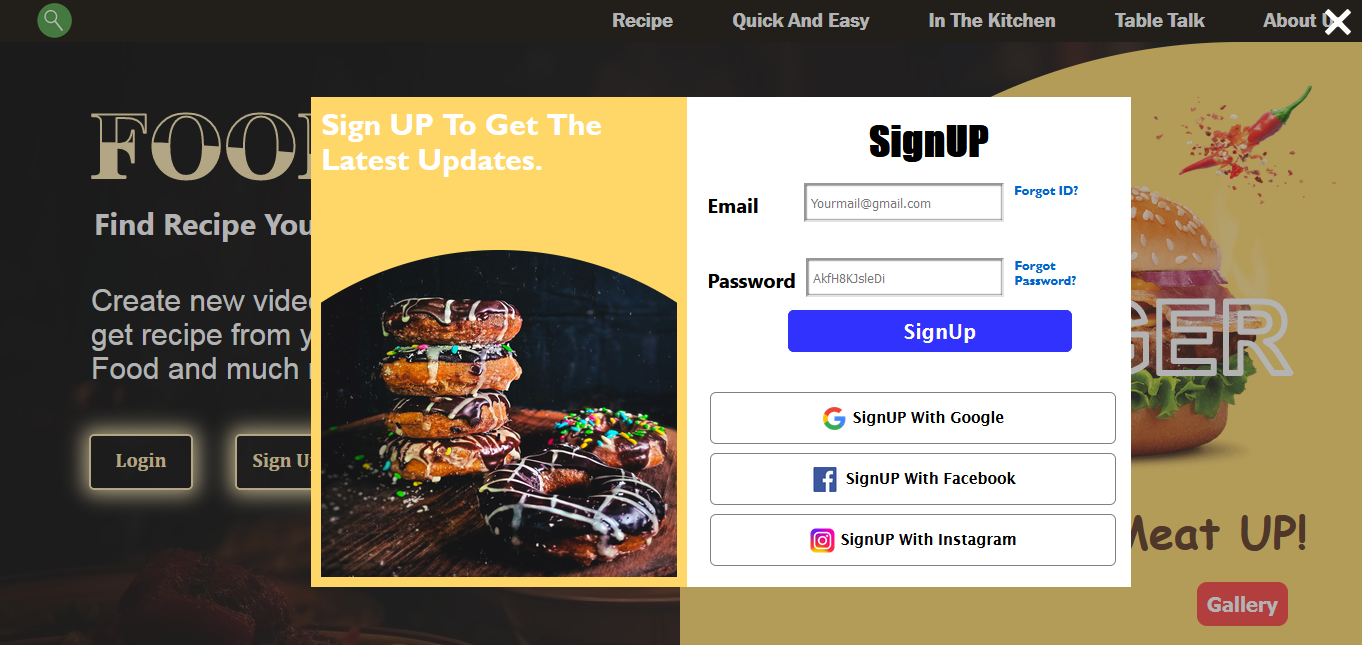 Recipe Quick And Easy In The Kitchen Table Talk About
FOO
Find Recipe You
Create new vide
get recipe from y
Food and much
Login Sign U
Sign UP To Get The
Latest Updates.
SignUP
Email Yourmail@gmail.com Forgot ID?
Password AkfH8KJsleDi Forgot
Password?
SignUp
SignUP With Google
SignUP With Facebook
SignUP With Instagram
GER
Meat UP!
Gallery